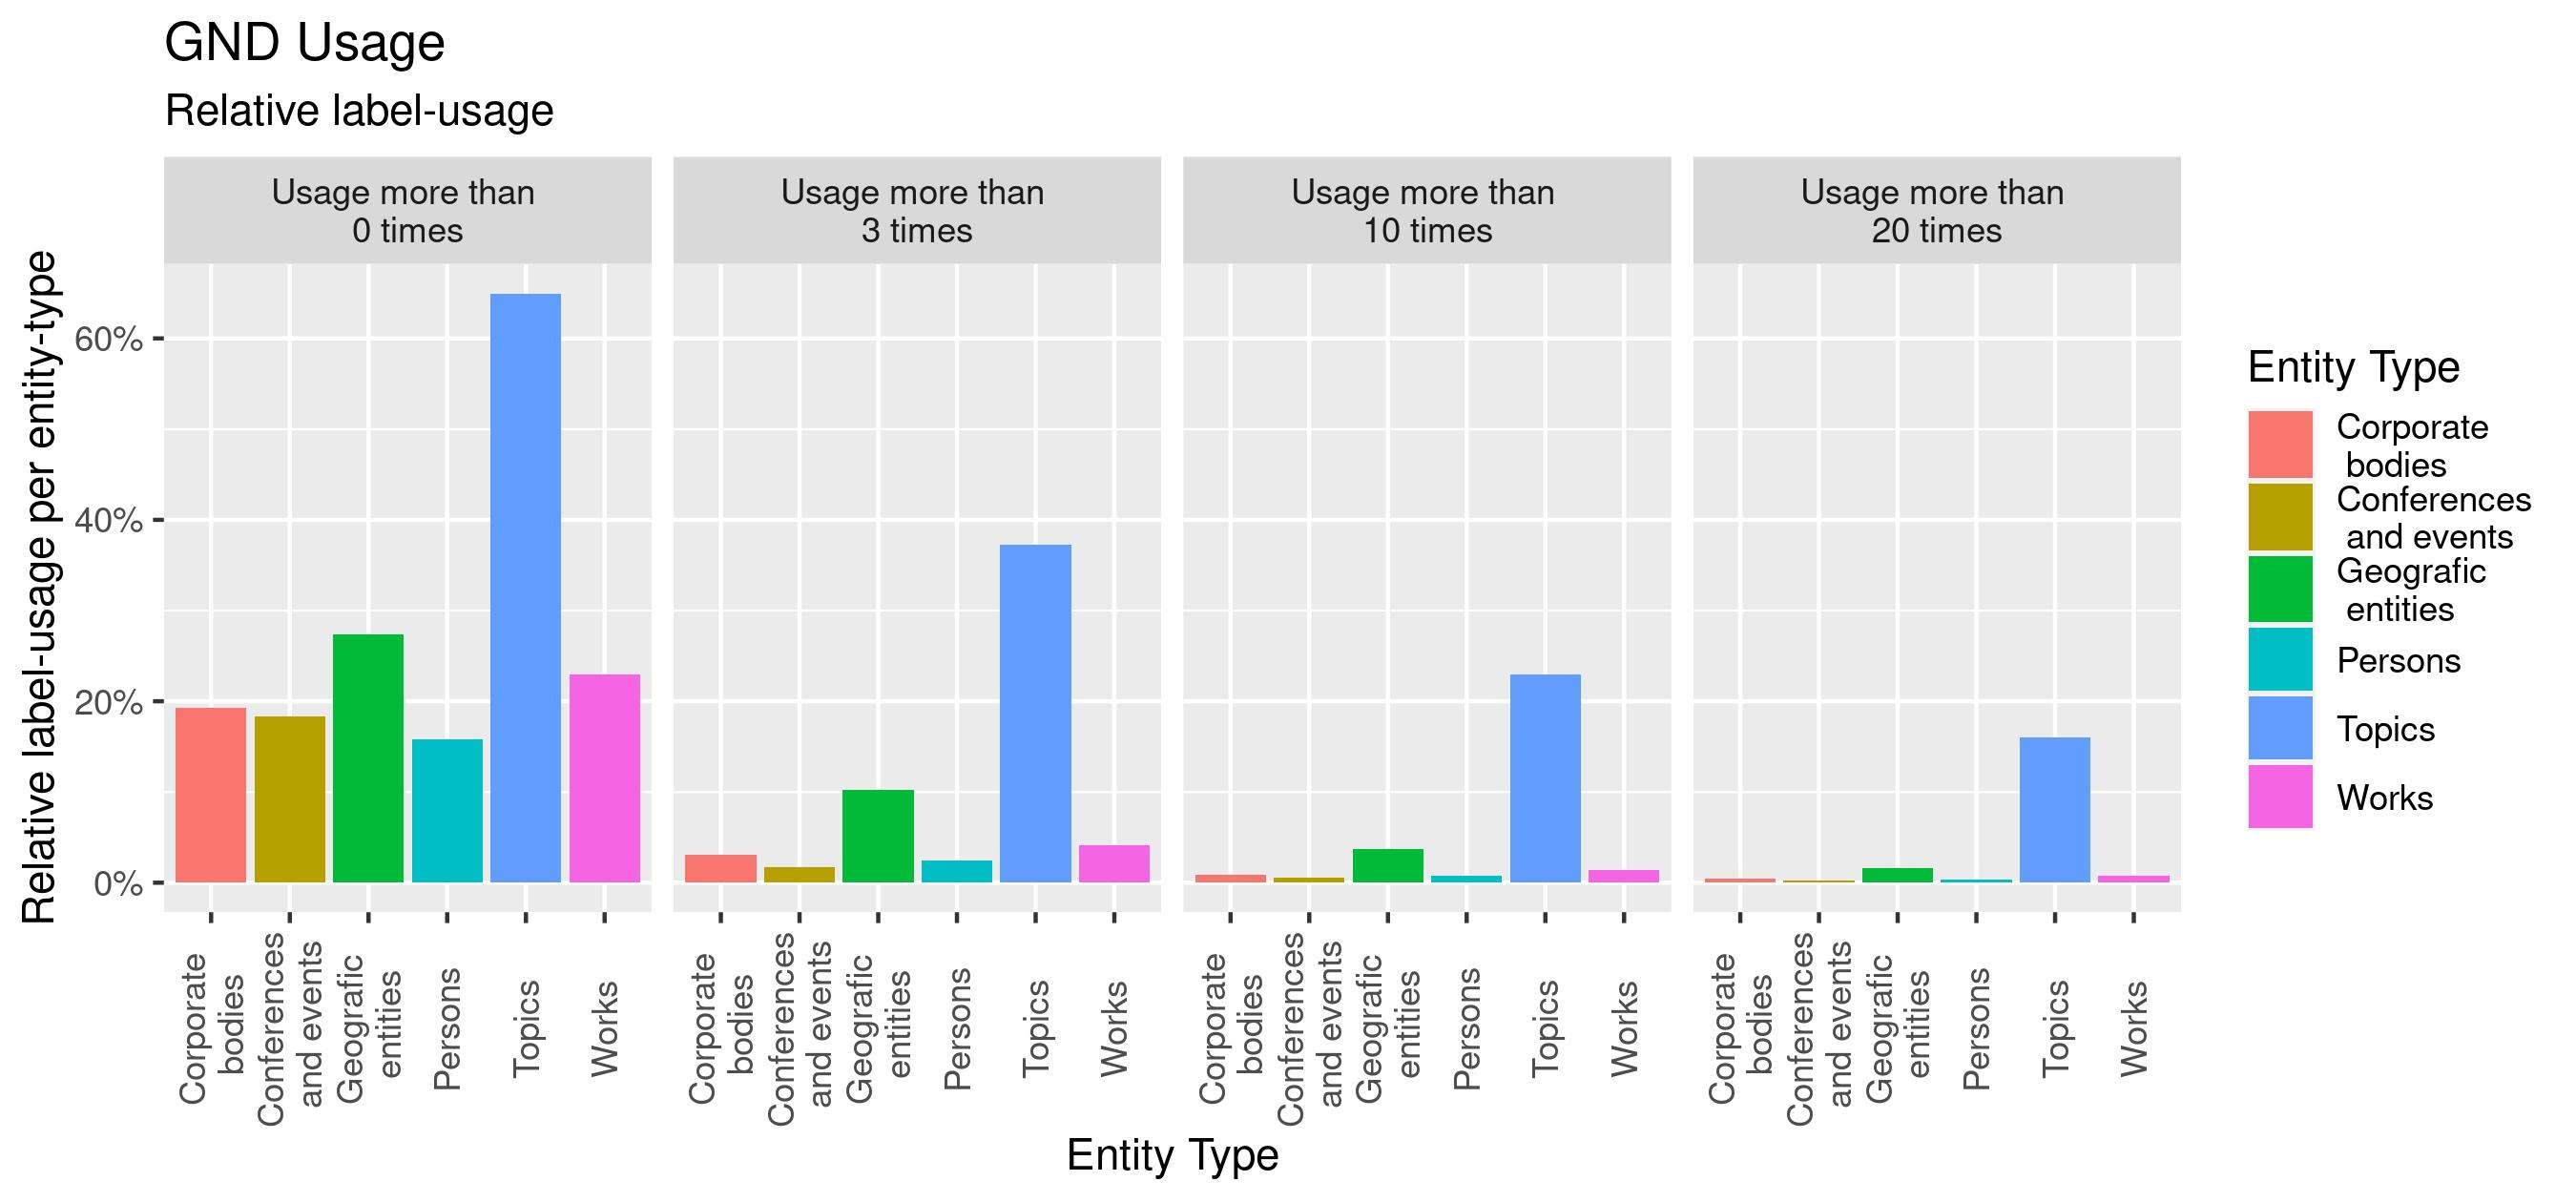 GND Usage
Relative label-usage
Usage more than
0 times
Usage more than
3 times
Usage more than
10 times
Usage more than
20 times
Relative label-usage per entity-type
60%
40%
20%
0%
Corporate
bodies
Conferences
and events
Geografic
entities
Persons
Topics
Works
Corporate
bodies
Conferences
and events
Geografic
entities
Persons
Topics
Works
Corporate
bodies
Conferences
and events
Geografic
entities
Persons
Topics
Works
Corporate
bodies
Conferences
and events
Geografic
entities
Persons
Topics
Works
Entity Type
Entity Type
Corporate
bodies
Conferences
and events
Geografic
entities
Persons
Topics
Works